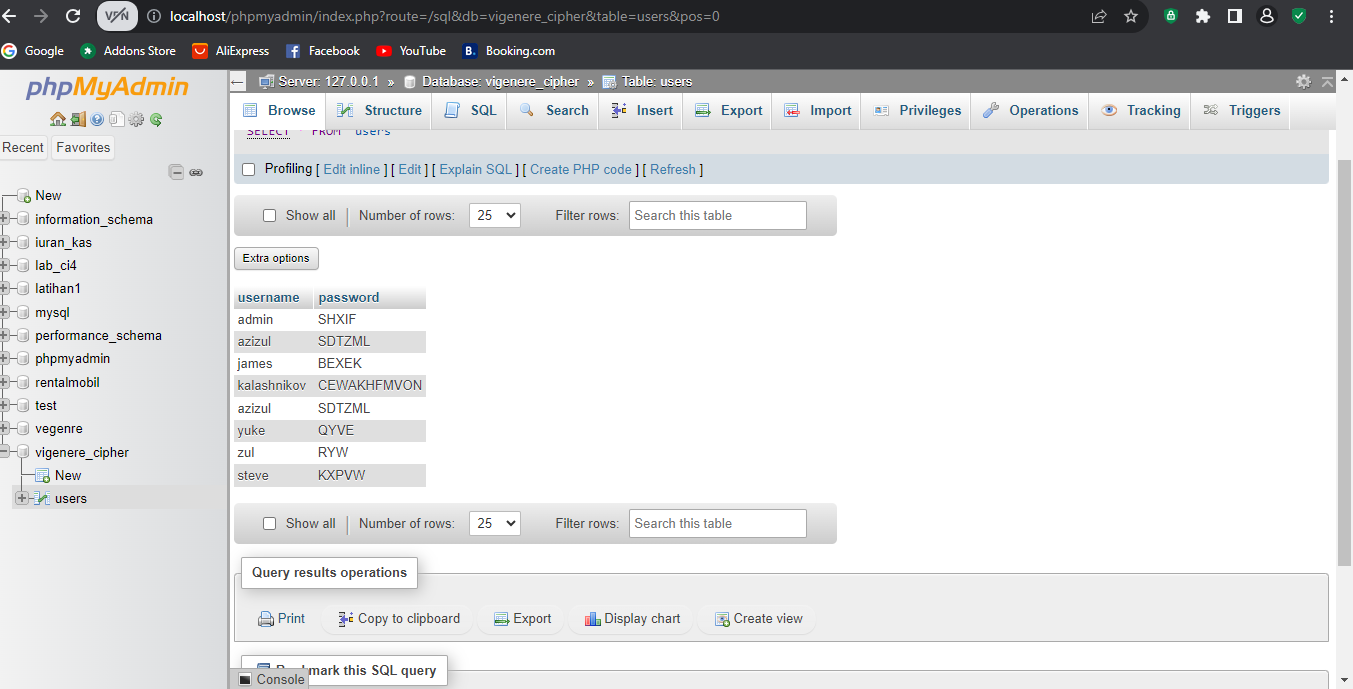 VPN localhost/phpmyadmin/index.php?route=/sql&db=vigenere_cipher&table=users&pos=0
Google Addons Store AliExpress Facebook YouTube B. Booking.com
phpMyAdmin
Recent Favorites
New
information_schema
iuran_kas
lab_ci4
latihan1
mysql
performance_schema
phpmyadmin
rentalmobil
test
vegenre
vigenere_cipher
New
users
Server: 127.0.0.1 » Database: vigenere_cipher » Table: users
Browse Structure SQL Search Insert Export Import Privileges Operations Tracking Triggers
SELECT * FROM `users`
Profiling [ Edit inline ] [ Edit ] [ Explain SQL ] [ Create PHP code ] [ Refresh ]
Show all Number of rows: 25 Filter rows: Search this table
Extra options
username password
admin SHXIF
azizul SDTZML
james BEXEK
kalashnikov CEWAKHFMVON
azizul SDTZML
yuke QYVE
zul RYW
steve KXPVW
Show all Number of rows: 25 Filter rows: Search this table
Query results operations
Print Copy to clipboard Export Display chart Create view
mark this SQL query
Console